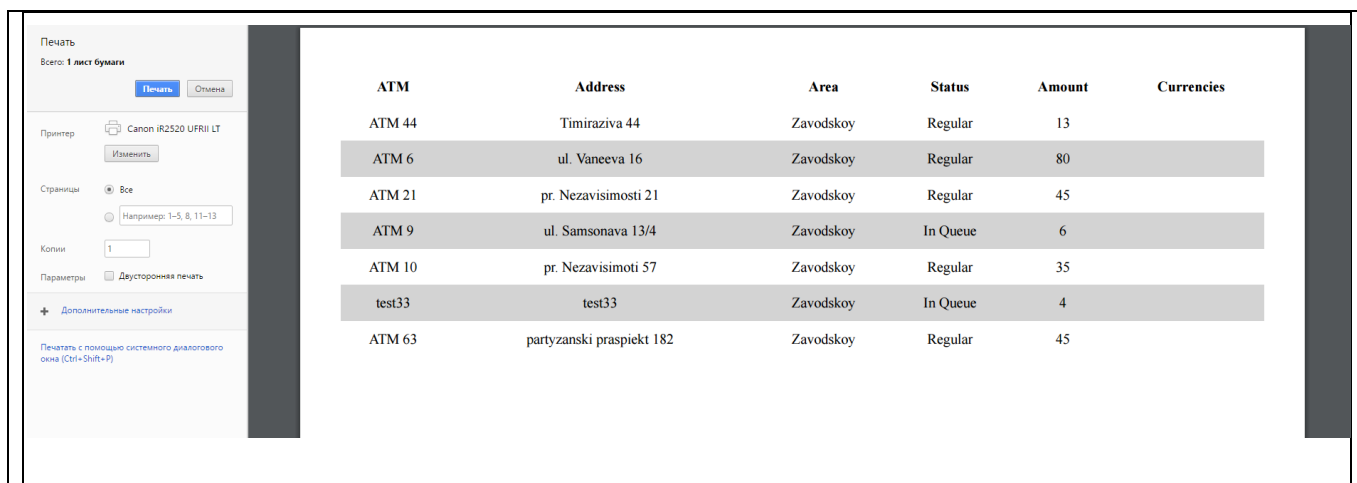 Печать
Всего: 1 лист бумаги
Печать Отмена
Принтер Canon iR2520 UFRII LT
Изменить
Страницы Все
Например: 1–5, 8, 11–13
Копии 1
Параметры Двусторонняя печать
+ Дополнительные настройки
Печатать с помощью системного диалогового
окна (Ctrl+Shift+P)
ATM Address Area Status Amount Currencies
ATM 44 Timiraziva 44 Zavodskoy Regular 13
ATM 6 ul. Vaneeva 16 Zavodskoy Regular 80
ATM 21 pr. Nezavisimosti 21 Zavodskoy Regular 45
ATM 9 ul. Samsonava 13/4 Zavodskoy In Queue 6
ATM 10 pr. Nezavisimoti 57 Zavodskoy Regular 35
test33 test33 Zavodskoy In Queue 4
ATM 63 partyzanski praspiekt 182 Zavodskoy Regular 45